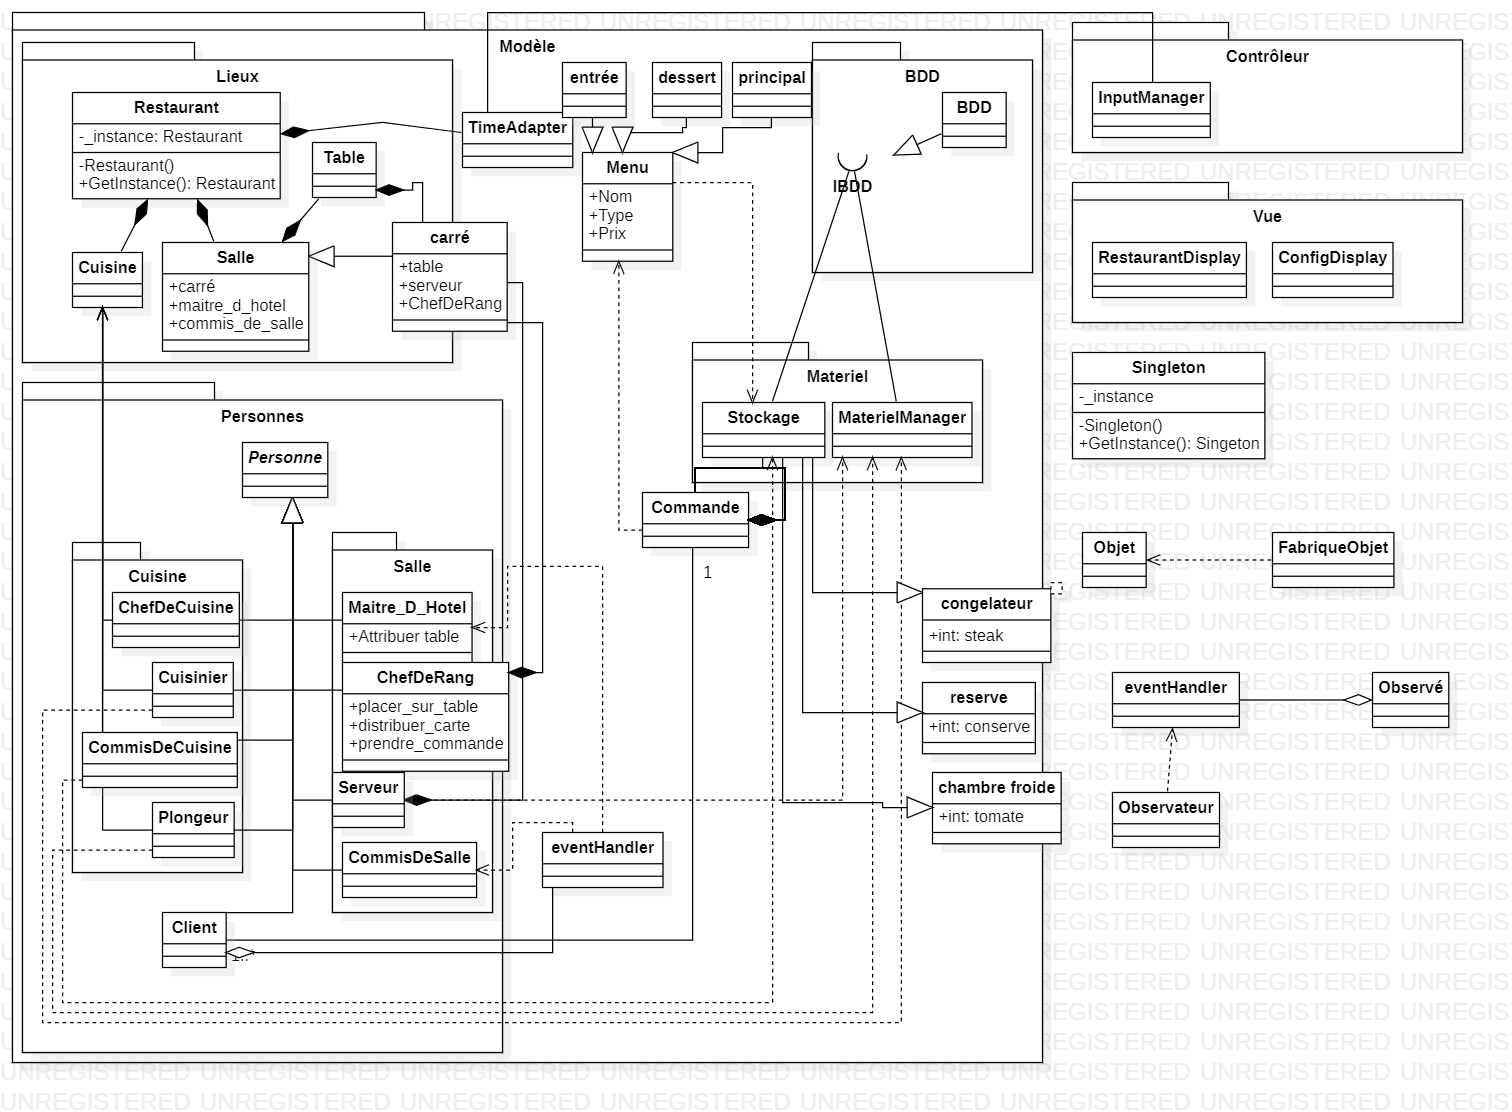 Modèle
Lieux
Restaurant
-_instance: Restaurant
-Restaurant()
+GetInstance(): Restaurant
Table
TimeAdapter
Cuisine
Salle
+carré
+maitre_d_hotel
+commis_de_salle
carré
+table
+serveur
+ChefDeRang
entrée
dessert
principal
Menu
+Nom
+Type
+Prix
BDD
BDD
IBDD
Materiel
Stockage
MaterielManager
Commande
1
Personnes
Personne
Cuisine
ChefDeCuisine
Cuisinier
CommisDeCuisine
Plongeur
Salle
Maitre_D_Hotel
+Attribuer table
ChefDeRang
+placer_sur_table
+distribuer_carte
+prendre_commande
Serveur
CommisDeSalle
eventHandler
Client
congelateur
+int: steak
reserve
+int: conserve
chambre froide
+int: tomate
Contrôleur
InputManager
Vue
RestaurantDisplay
ConfigDisplay
Singleton
-_instance
-Singleton()
+GetInstance(): Singeton
Objet
FabriqueObjet
eventHandler
Observé
Observateur
UNREGISTERED UNREGISTERED UNREGISTERED UNREGISTERED UNREGISTERED UNREGISTERED UNREGISTERED